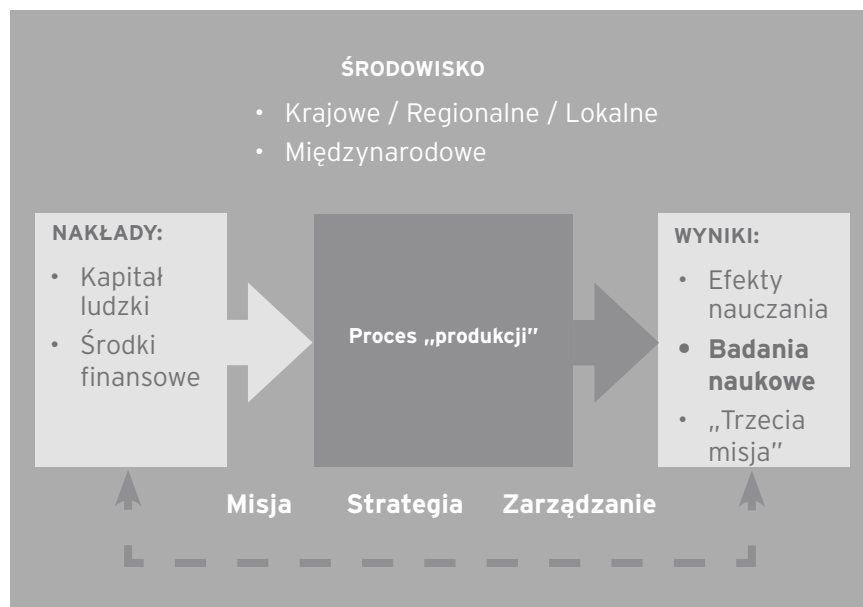 ŚRODOWISKO
• Krajowe / Regionalne / Lokalne
• Międzynarodowe
NAKŁADY:
• Kapitał
ludzki
• Środki
finansowe
Proces „produkcji”
WYNIKI:
• Efekty
nauczania
• Badania
naukowe
• „Trzecia
misja”
Misja Strategia Zarządzanie